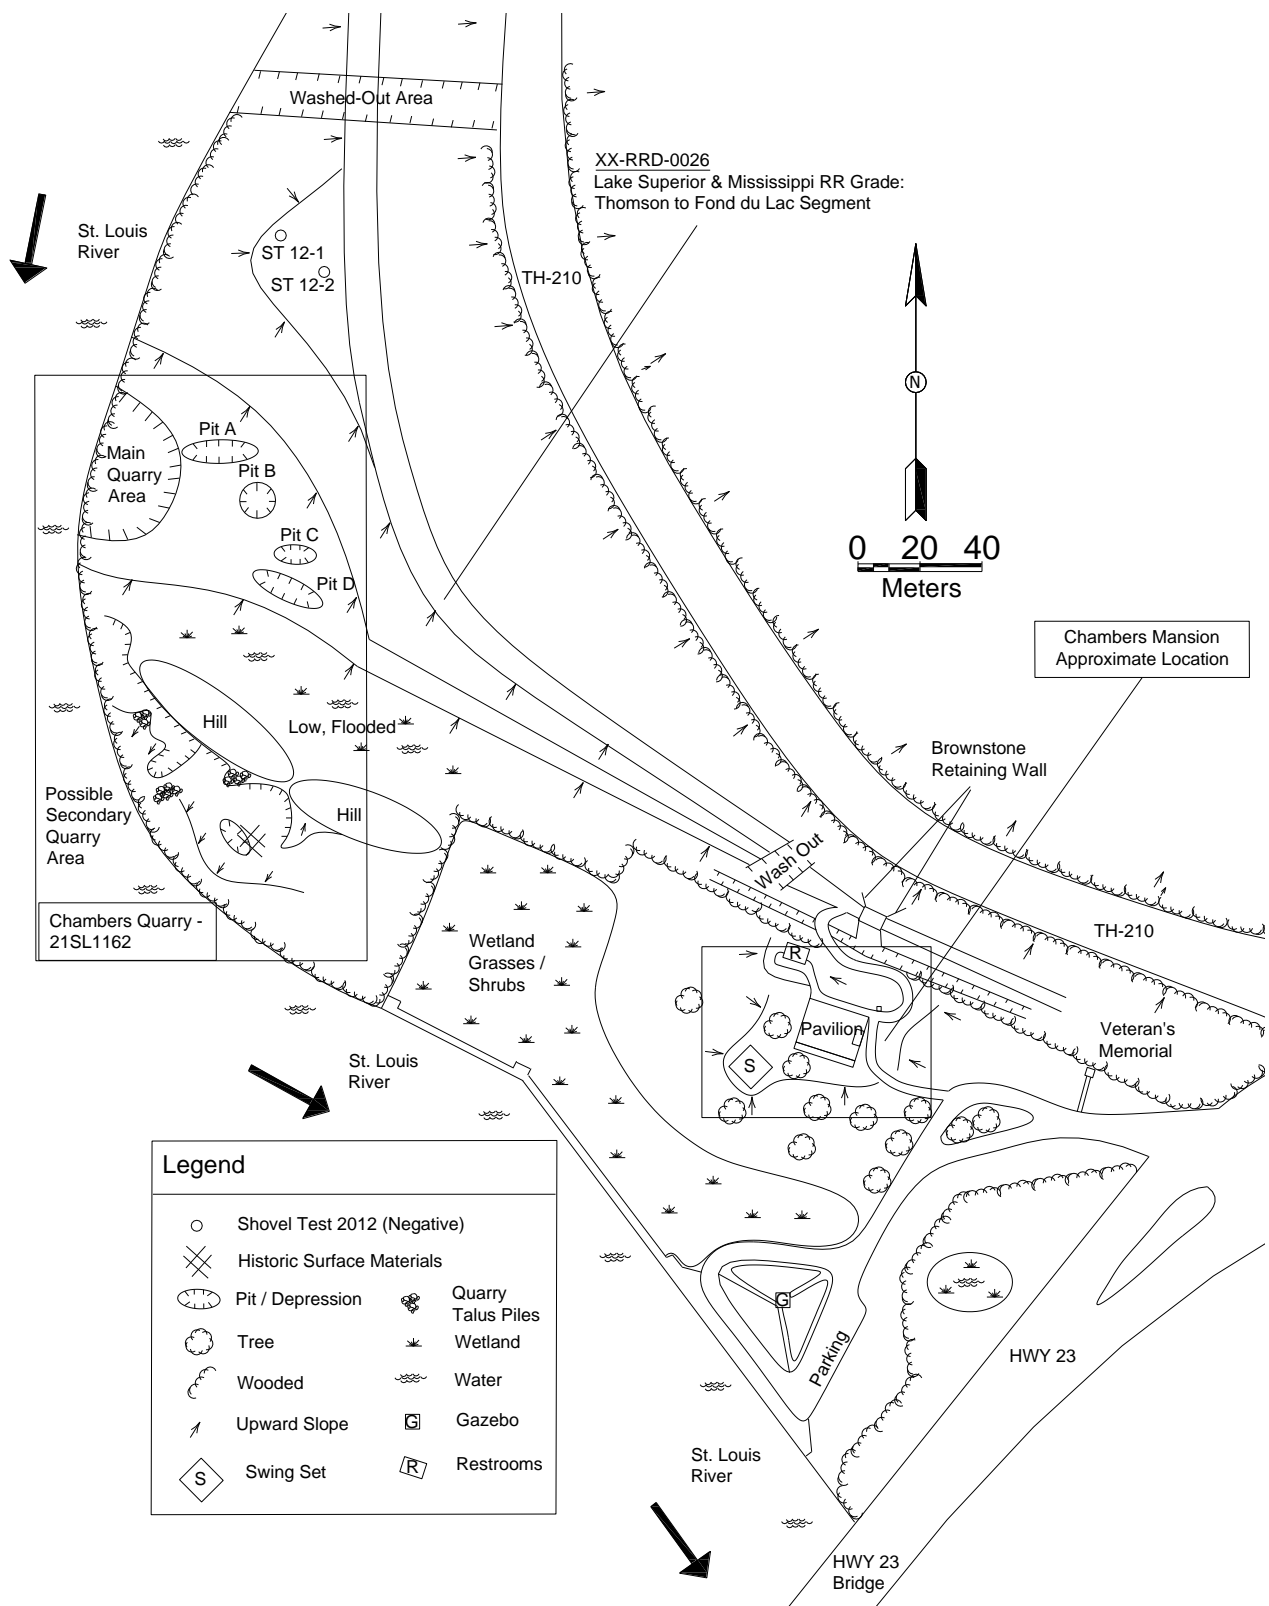 Washed-Out Area
XX-RRD-0026
Lake Superior & Mississippi RR Grade:
Thomson to Fond du Lac Segment
St. Louis
River
ST 12-1
ST 12-2
TH-210
N
Pit A
Main
Quarry
Area
Pit B
Pit C
Pit D
0 20 40
Meters
Chambers Mansion
Approximate Location
Hill
Low, Flooded
Brownstone
Retaining Wall
Possible
Secondary
Quarry
Area
Hill
Wash Out
Chambers Quarry -
21SL1162
Wetland
Grasses /
Shrubs
TH-210
R
Pavilion
Veteran's
Memorial
S
St. Louis
River
G
Parking
HWY 23
St. Louis
River
HWY 23
Bridge
Legend
Shovel Test 2012 (Negative)
Historic Surface Materials
Pit / Depression
Quarry
Talus Piles
Tree
Wetland
Wooded
Water
Upward Slope
G
Gazebo
S
Swing Set
R
Restrooms